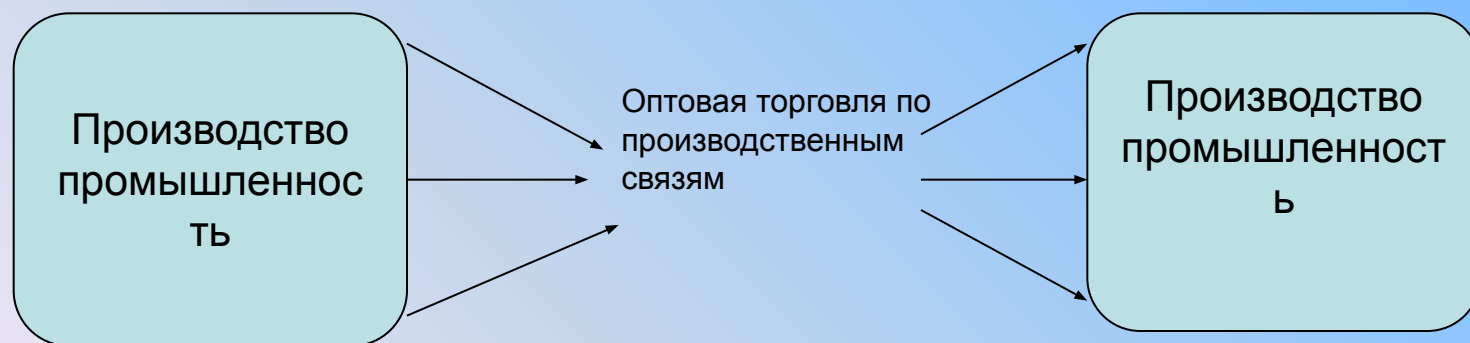 Производство
промышленнос
ть
Оптовая торговля по
производственным
связям
Производство
промышленност
ь